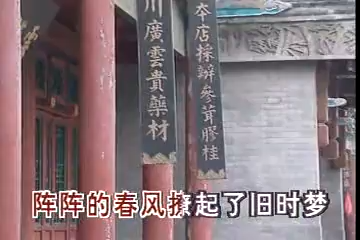 川廣雲貴藥材
本店採辦參茸膠桂
阵阵的春风撩起了旧时梦